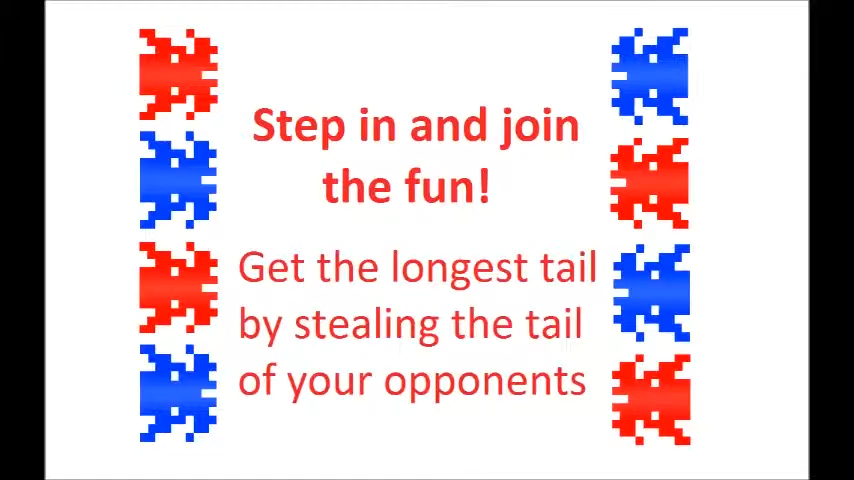 Step in and join
the fun!
Get the longest tail
by stealing the tail
of your opponents